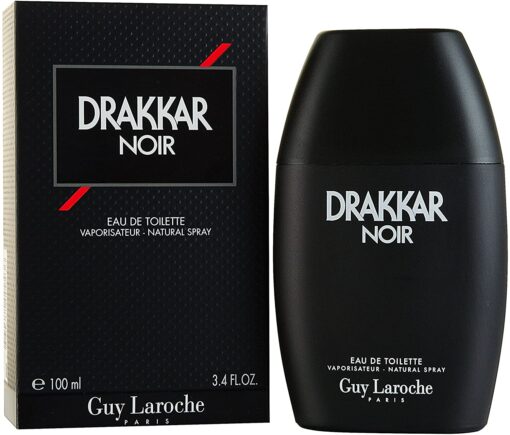 DRAKKAR
NOIR
EAU DE TOILETTE
VAPORISATEUR - NATURAL SPRAY
℮ 100 ml 3.4 FL.OZ.
Guy Laroche
PARIS
DRAKKAR
NOIR
EAU DE TOILETTE
VAPORISATEUR - NATURAL SPRAY
Guy Laroche
PARIS